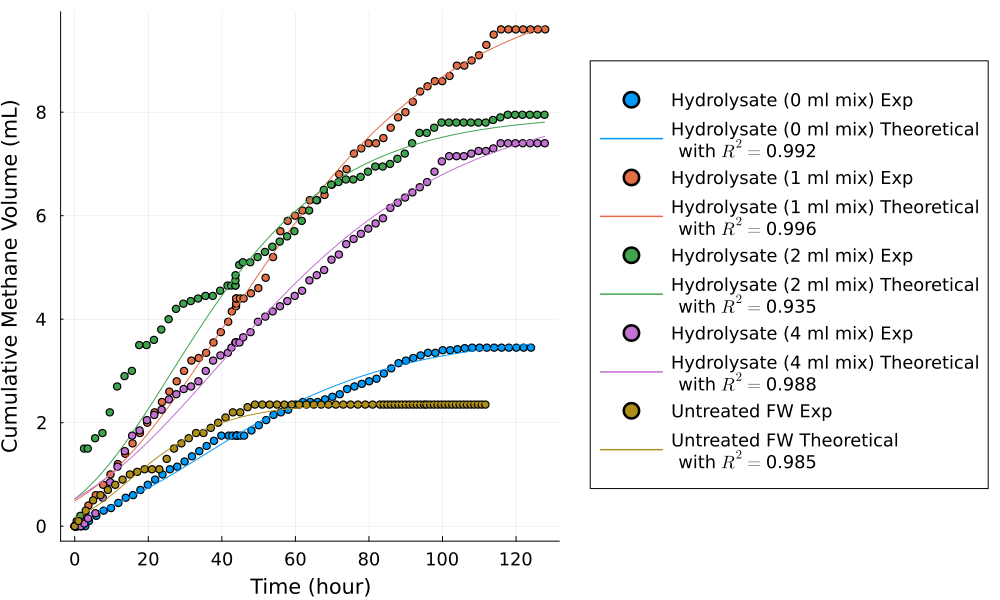 Cumulative Methane Volume (mL)
8
6
4
2
0
0 20 40 60 80 100 120
Time (hour)
Hydrolysate (0 ml mix) Exp
Hydrolysate (0 ml mix) Theoretical
with R² = 0.992
Hydrolysate (1 ml mix) Exp
Hydrolysate (1 ml mix) Theoretical
with R² = 0.996
Hydrolysate (2 ml mix) Exp
Hydrolysate (2 ml mix) Theoretical
with R² = 0.935
Hydrolysate (4 ml mix) Exp
Hydrolysate (4 ml mix) Theoretical
with R² = 0.988
Untreated FW Exp
Untreated FW Theoretical
with R² = 0.985